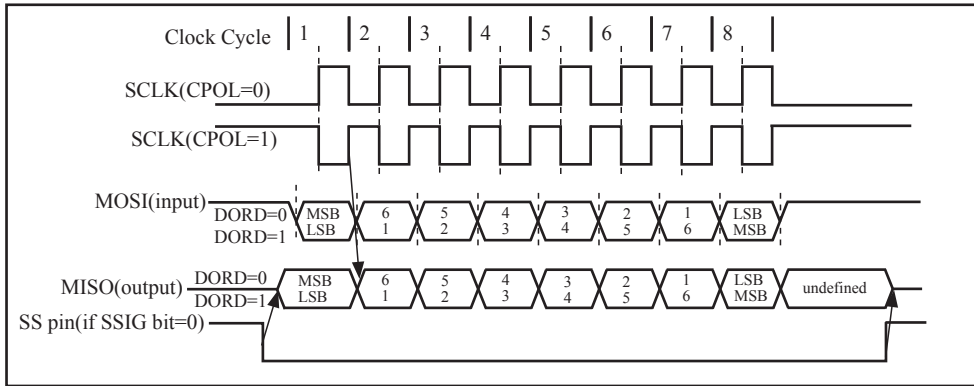 Clock Cycle 1 2 3 4 5 6 7 8
SCLK(CPOL=0)
SCLK(CPOL=1)
MOSI(input) DORD=0 MSB 6 5 4 3 2 1 LSB
DORD=1 LSB 1 2 3 4 5 6 MSB
MISO(output) DORD=0 MSB 6 5 4 3 2 1 LSB undefined
DORD=1 LSB 1 2 3 4 5 6 MSB
SS pin(if SSIG bit=0)